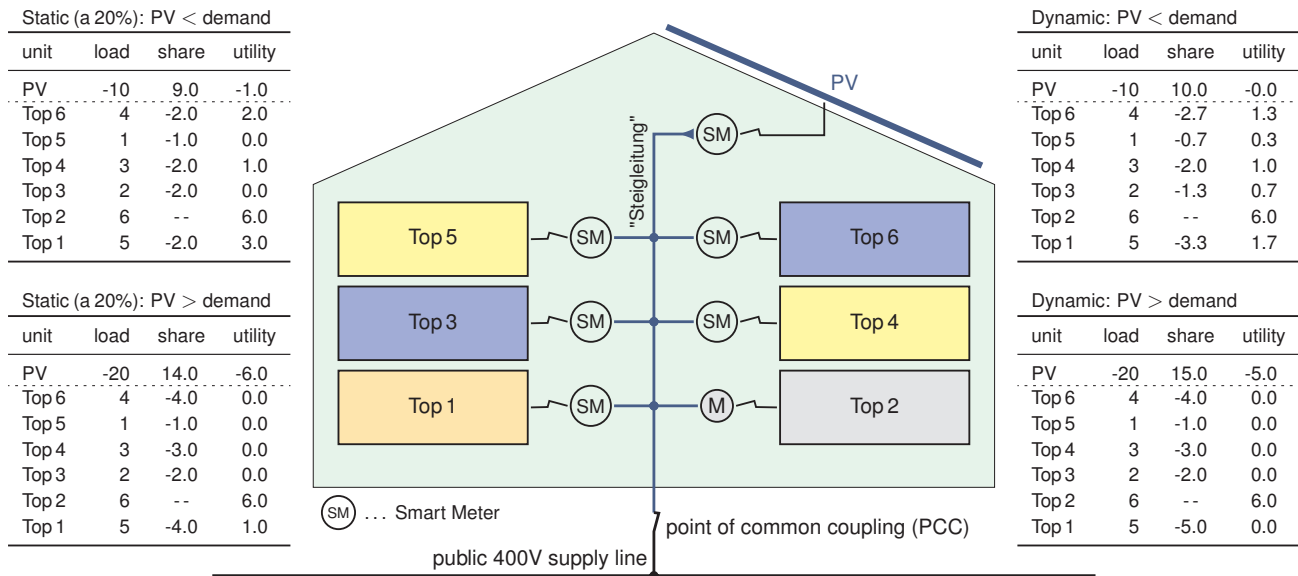 Static (a 20%): PV < demand
unit load share utility
PV -10 9.0 -1.0
Top 6 4 -2.0 2.0
Top 5 1 -1.0 0.0
Top 4 3 -2.0 1.0
Top 3 2 -2.0 0.0
Top 2 6 -- 6.0
Top 1 5 -2.0 3.0
Static (a 20%): PV > demand
unit load share utility
PV -20 14.0 -6.0
Top 6 4 -4.0 0.0
Top 5 1 -1.0 0.0
Top 4 3 -3.0 0.0
Top 3 2 -2.0 0.0
Top 2 6 -- 6.0
Top 1 5 -4.0 1.0
PV
SM
"Steigleitung"
Top 5 SM SM Top 6
Top 3 SM SM Top 4
Top 1 SM M Top 2
SM ... Smart Meter
point of common coupling (PCC)
public 400V supply line
Dynamic: PV < demand
unit load share utility
PV -10 10.0 -0.0
Top 6 4 -2.7 1.3
Top 5 1 -0.7 0.3
Top 4 3 -2.0 1.0
Top 3 2 -1.3 0.7
Top 2 6 -- 6.0
Top 1 5 -3.3 1.7
Dynamic: PV > demand
unit load share utility
PV -20 15.0 -5.0
Top 6 4 -4.0 0.0
Top 5 1 -1.0 0.0
Top 4 3 -3.0 0.0
Top 3 2 -2.0 0.0
Top 2 6 -- 6.0
Top 1 5 -5.0 0.0